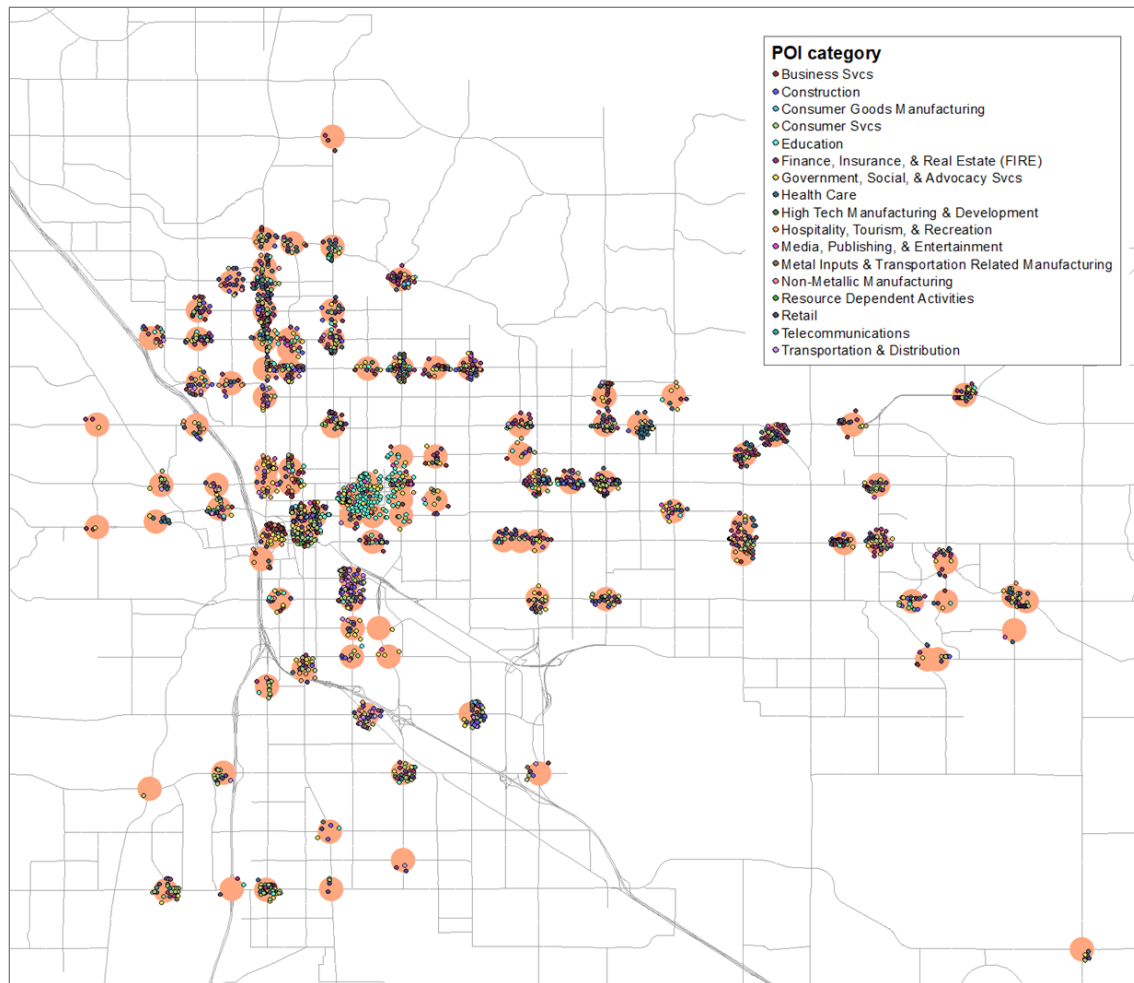 POI category
Business Svcs
Construction
Consumer Goods Manufacturing
Consumer Svcs
Education
Finance, Insurance, & Real Estate (FIRE)
Government, Social, & Advocacy Svcs
Health Care
High Tech Manufacturing & Development
Hospitality, Tourism, & Recreation
Media, Publishing, & Entertainment
Metal Inputs & Transportation Related Manufacturing
Non-Metallic Manufacturing
Resource Dependent Activities
Retail
Telecommunications
Transportation & Distribution